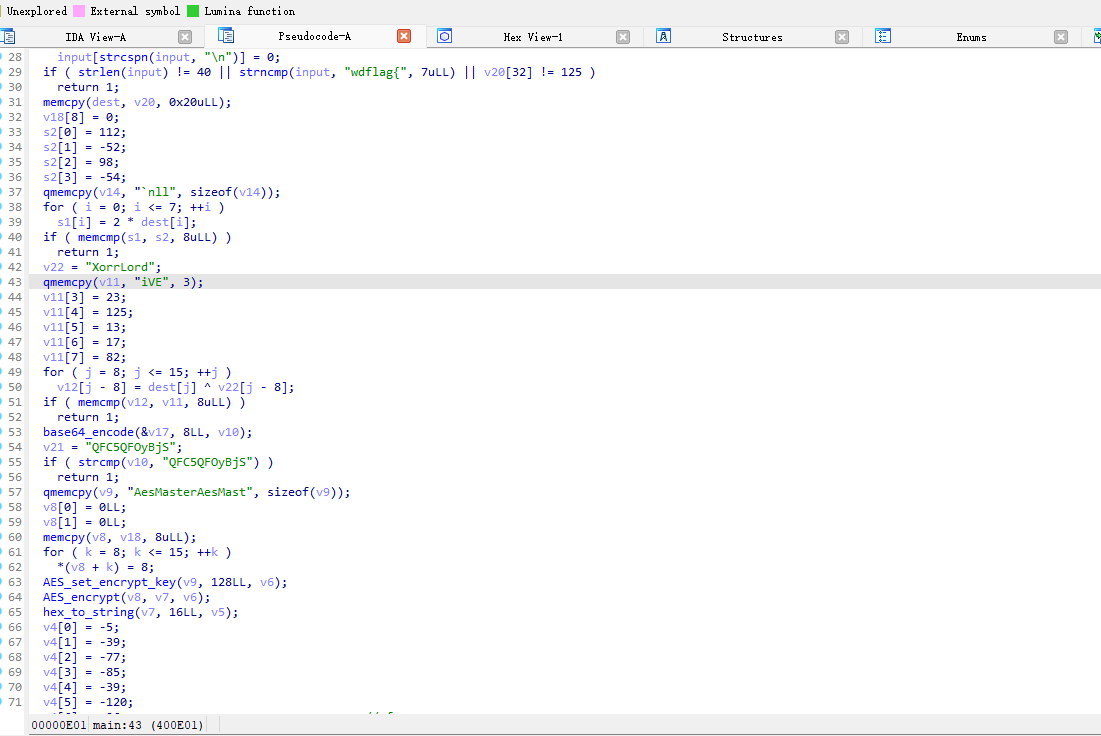 Unexplored External symbol Lumina function
IDA View-A Pseudocode-A Hex View-1 Structures Enums
28 input[strcspn(input, "\n")] = 0;
29 if ( strlen(input) != 40 || strncmp(input, "wdflag{", 7uLL) || v20[32] != 125 )
30 return 1;
31 memcpy(dest, v20, 0x20uLL);
32 v18[8] = 0;
33 s2[0] = 112;
34 s2[1] = -52;
35 s2[2] = 98;
36 s2[3] = -54;
37 qmemcpy(v14, "`nll", sizeof(v14));
38 for ( i = 0; i <= 7; ++i )
39 s1[i] = 2 * dest[i];
40 if ( memcmp(s1, s2, 8uLL) )
41 return 1;
42 v22 = "XorrLord";
43 qmemcpy(v11, "iVE", 3);
44 v11[3] = 23;
45 v11[4] = 125;
46 v11[5] = 13;
47 v11[6] = 17;
48 v11[7] = 82;
49 for ( j = 8; j <= 15; ++j )
50 v12[j - 8] = dest[j] ^ v22[j - 8];
51 if ( memcmp(v12, v11, 8uLL) )
52 return 1;
53 base64_encode(&v17, 8LL, v10);
54 v21 = "QFC5QFOyBjS";
55 if ( strcmp(v10, "QFC5QFOyBjS") )
56 return 1;
57 qmemcpy(v9, "AesMasterAesMast", sizeof(v9));
58 v8[0] = 0LL;
59 v8[1] = 0LL;
60 memcpy(v8, v18, 8uLL);
61 for ( k = 8; k <= 15; ++k )
62 *(v8 + k) = 8;
63 AES_set_encrypt_key(v9, 128LL, v6);
64 AES_encrypt(v8, v7, v6);
65 hex_to_string(v7, 16LL, v5);
66 v4[0] = -5;
67 v4[1] = -39;
68 v4[2] = -77;
69 v4[3] = -85;
70 v4[4] = -39;
71 v4[5] = -120;
00000E01 main:43 (400E01)